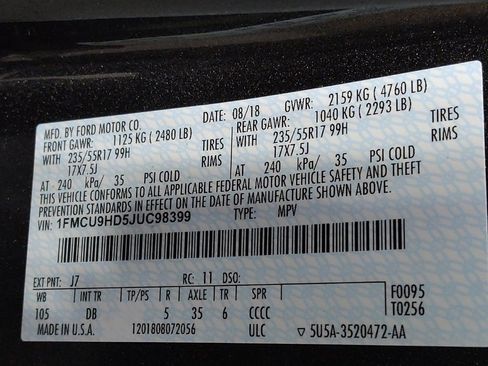 MFD. BY FORD MOTOR CO.
DATE: 08/18 GVWR: 2159 KG ( 4760 LB)
FRONT GAWR: 1125 KG ( 2480 LB) REAR GAWR: 1040 KG ( 2293 LB)
WITH 235/55R17 99H TIRES WITH 235/55R17 99H TIRES
17X7.5J RIMS 17X7.5J RIMS
AT 240 kPa/ 35 PSI COLD AT 240 kPa/ 35 PSI COLD
THIS VEHICLE CONFORMS TO ALL APPLICABLE FEDERAL MOTOR VEHICLE SAFETY AND THEFT
PREVENTION STANDARDS IN EFFECT ON THE DATE OF MANUFACTURE SHOWN ABOVE.
VIN: 1FMCU9HD5JUC98399 TYPE: MPV
EXT PNT: J7 RC: 11 DSO:
WB INT TR TP/PS R AXLE TR SPR F0095
105 DB 5 35 6 CCCC T0256
MADE IN U.S.A. 1201808072056 ULC ▽ 5U5A-3520472-AA